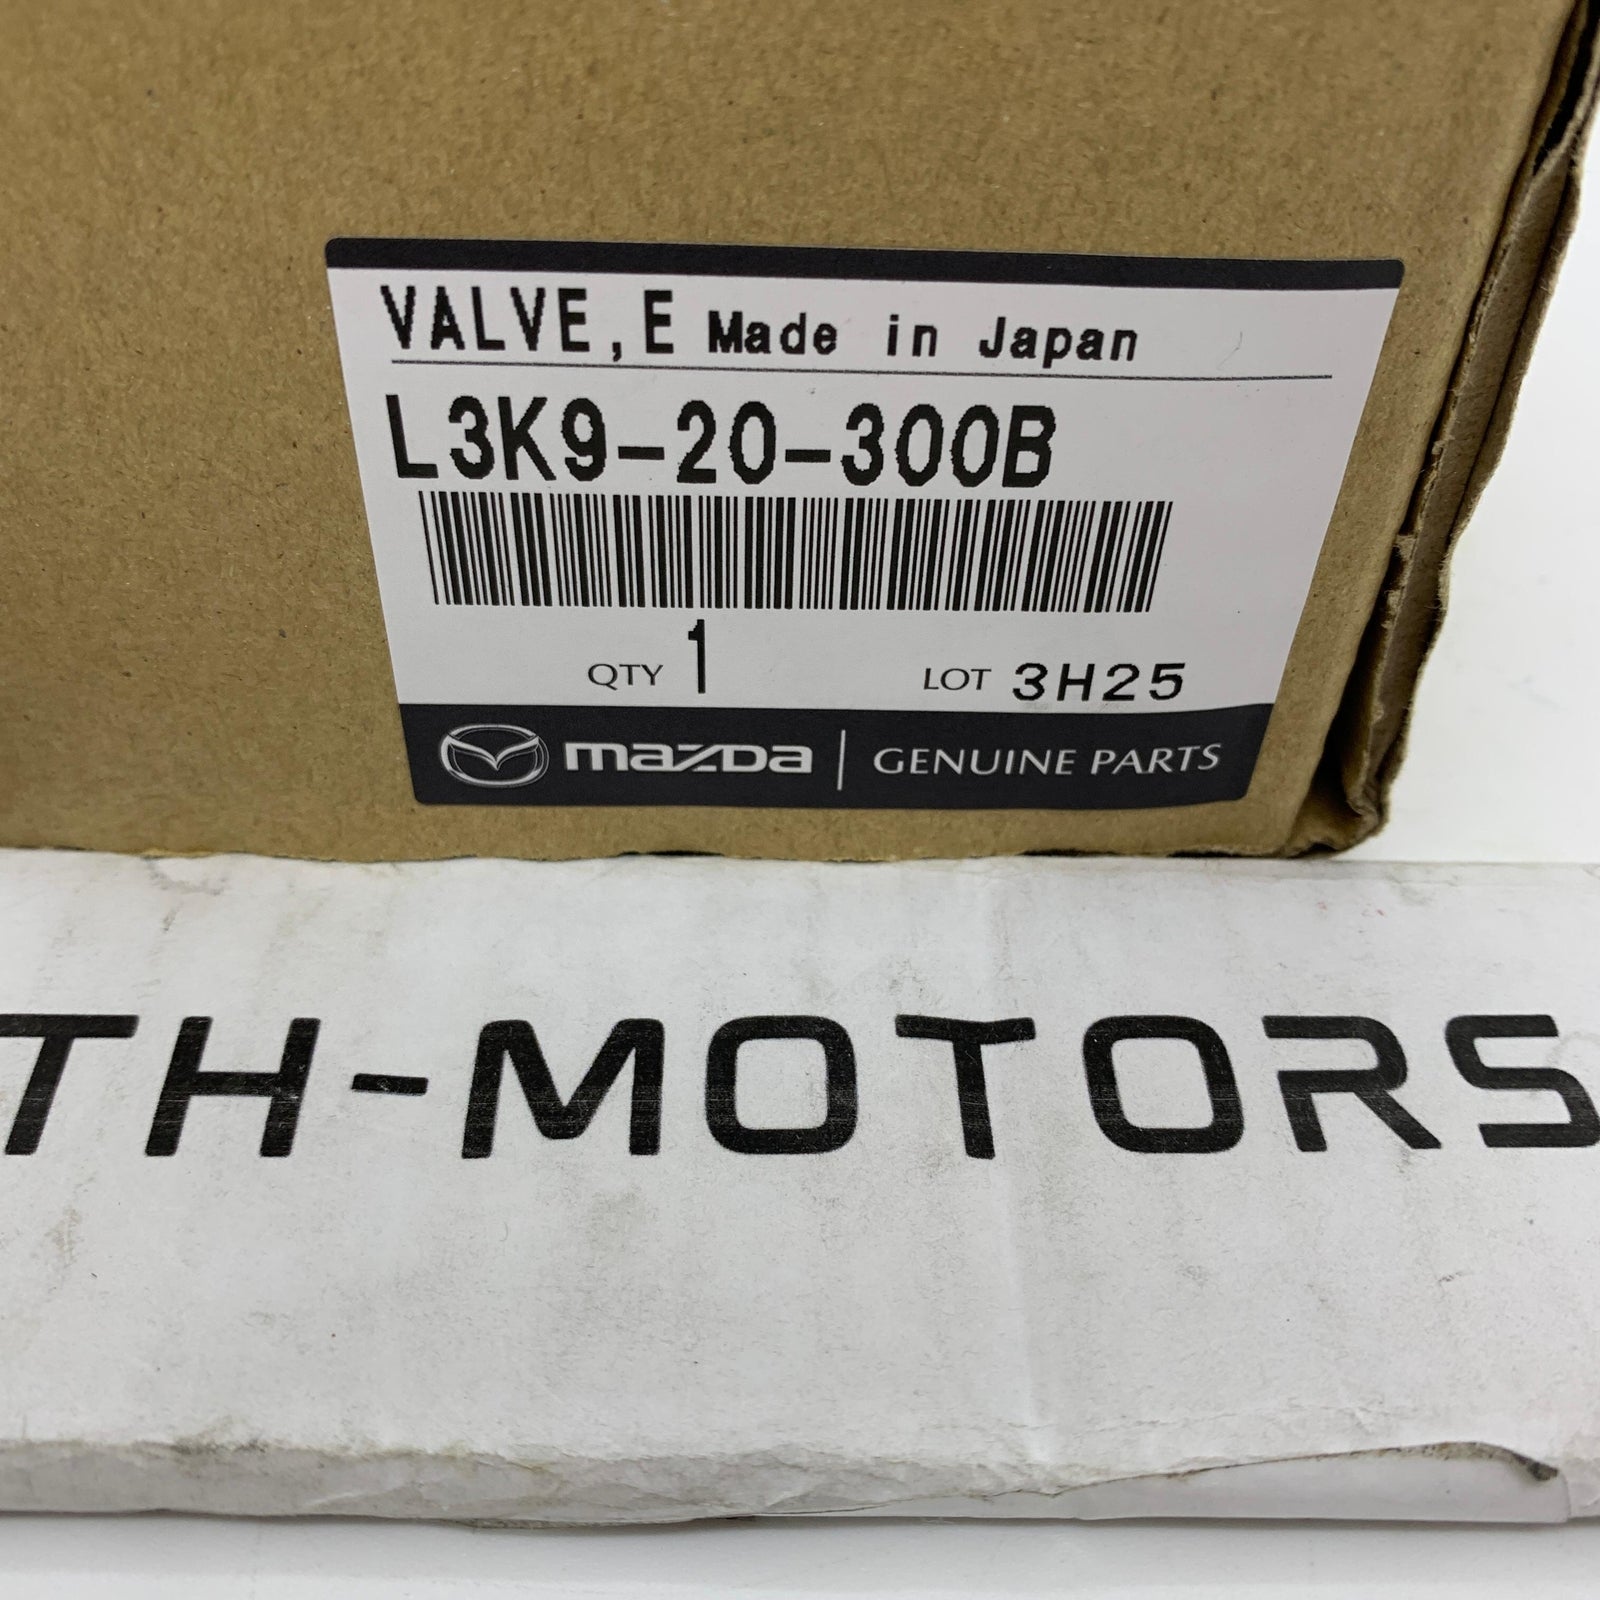 VALVE,E Made in Japan
L3K9-20-300B
QTY 1 LOT 3H25
mazda | GENUINE PARTS
TH-MOTORS